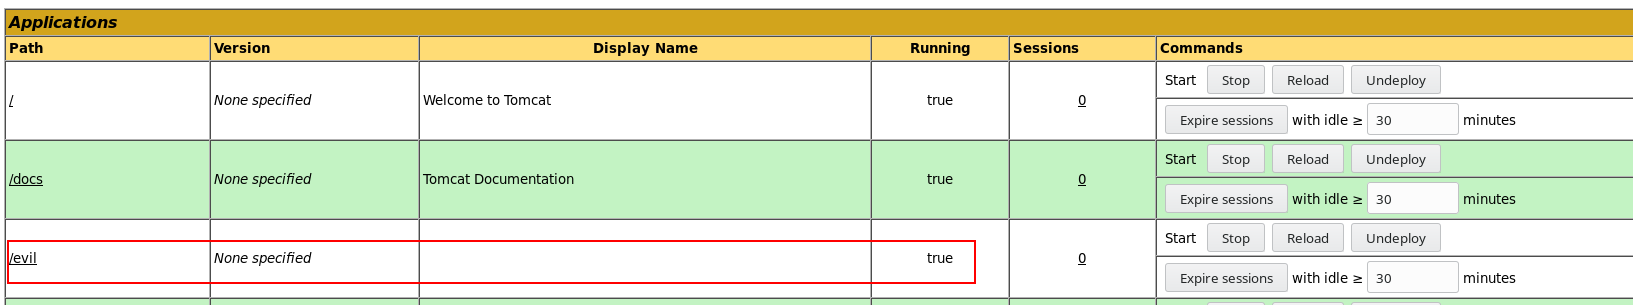 Applications
Path Version Display Name Running Sessions Commands
/ None specified Welcome to Tomcat true 0 Start Stop Reload Undeploy
Expire sessions with idle ≥ 30 minutes
/docs None specified Tomcat Documentation true 0 Start Stop Reload Undeploy
Expire sessions with idle ≥ 30 minutes
/evil None specified true 0 Start Stop Reload Undeploy
Expire sessions with idle ≥ 30 minutes